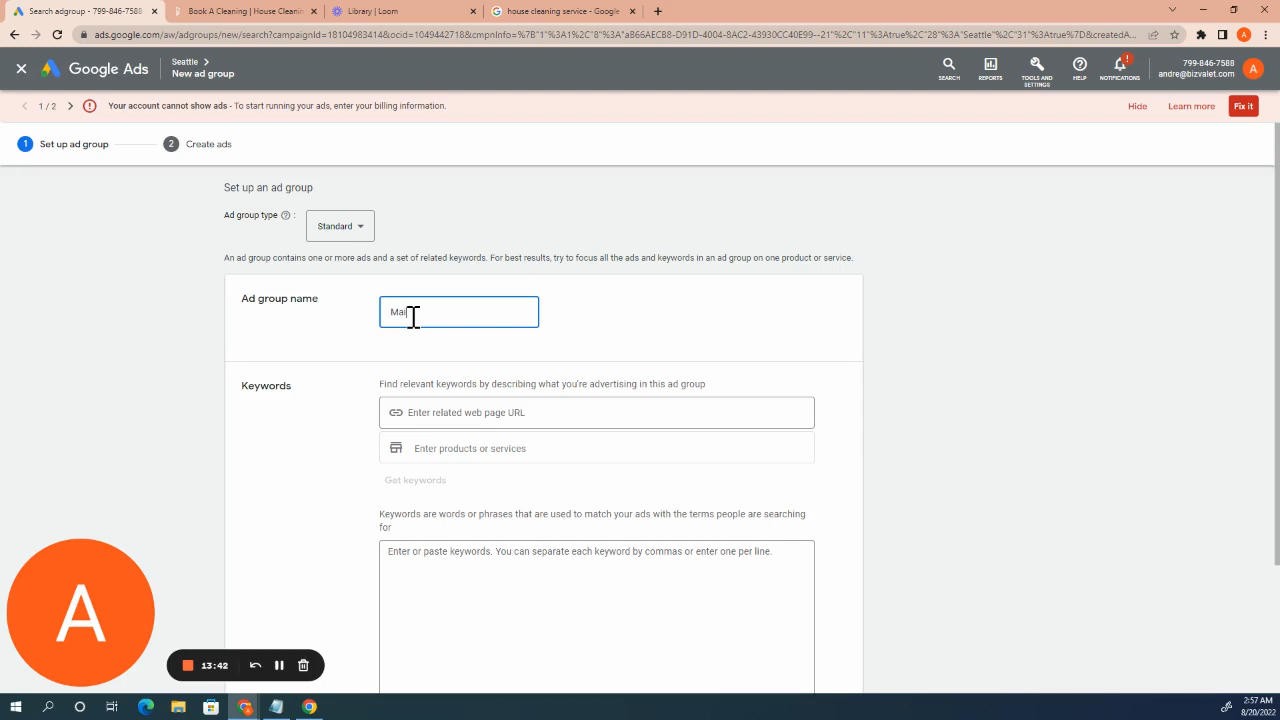 Search adgroup - 799-846-7588
Book A Cleanirog | House Cleanin
Library | Loom
house cleaning service - Google
ads.google.com/aw/adgroups/new/search?campaignId=18104983414&ocid=1049442718&cmpnInfo=%7B"1"%3A1%2C"8"%3A"aB66AECB8-D91D-4004-8AC2-43930CC40E99--21"%2C"11"%3Atrue%2C"28"%3A"Seattle"%2C"31"%3Atrue%7D&createdA...
A
Google Ads
Seattle
New ad group
SEARCH
REPORTS
TOOLS AND SETTINGS
HELP
!
NOTIFICATIONS
799-846-7588
andre@bizvalet.com
A
1 / 2
Your account cannot show ads - To start running your ads, enter your billing information.
Hide
Learn more
Fix it
1 Set up ad group
2 Create ads
Set up an ad group
Ad group type ? :
Standard
An ad group contains one or more ads and a set of related keywords. For best results, try to focus all the ads and keywords in an ad group on one product or service.
Ad group name
Mai
Keywords
Find relevant keywords by describing what you're advertising in this ad group
Enter related web page URL
Enter products or services
Get keywords
Keywords are words or phrases that are used to match your ads with the terms people are searching
for
Enter or paste keywords. You can separate each keyword by commas or enter one per line.
A
13:42
2:57 AM
8/20/2022